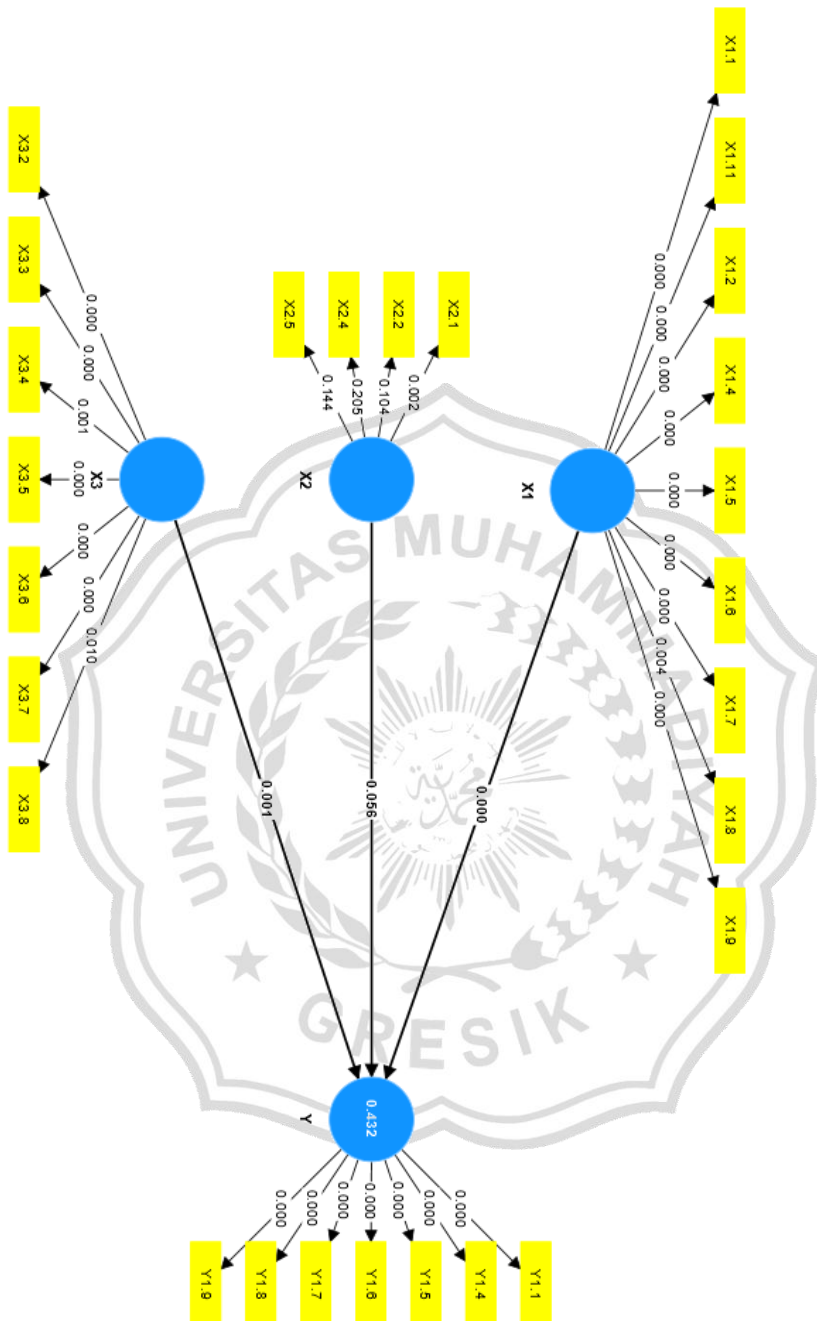 X1.1
X1.11
X1.2
X1.4
X1.5
X1.6
X1.7
X1.8
X1.9
0.000
0.000
0.000
0.000
0.000
0.000
0.000
0.004
0.000
X1
0.000
X2.1
X2.2
X2.4
X2.5
0.002
0.104
0.205
0.144
X2
0.056
X3
0.001
0.000
0.000
0.001
0.000
0.000
0.000
0.010
X3.2
X3.3
X3.4
X3.5
X3.6
X3.7
X3.8
0.432
Y
0.000
0.000
0.000
0.000
0.000
0.000
0.000
Y1.1
Y1.4
Y1.5
Y1.6
Y1.7
Y1.8
Y1.9
UNIVERSITAS MUHAMMADIYAH
GRESIK